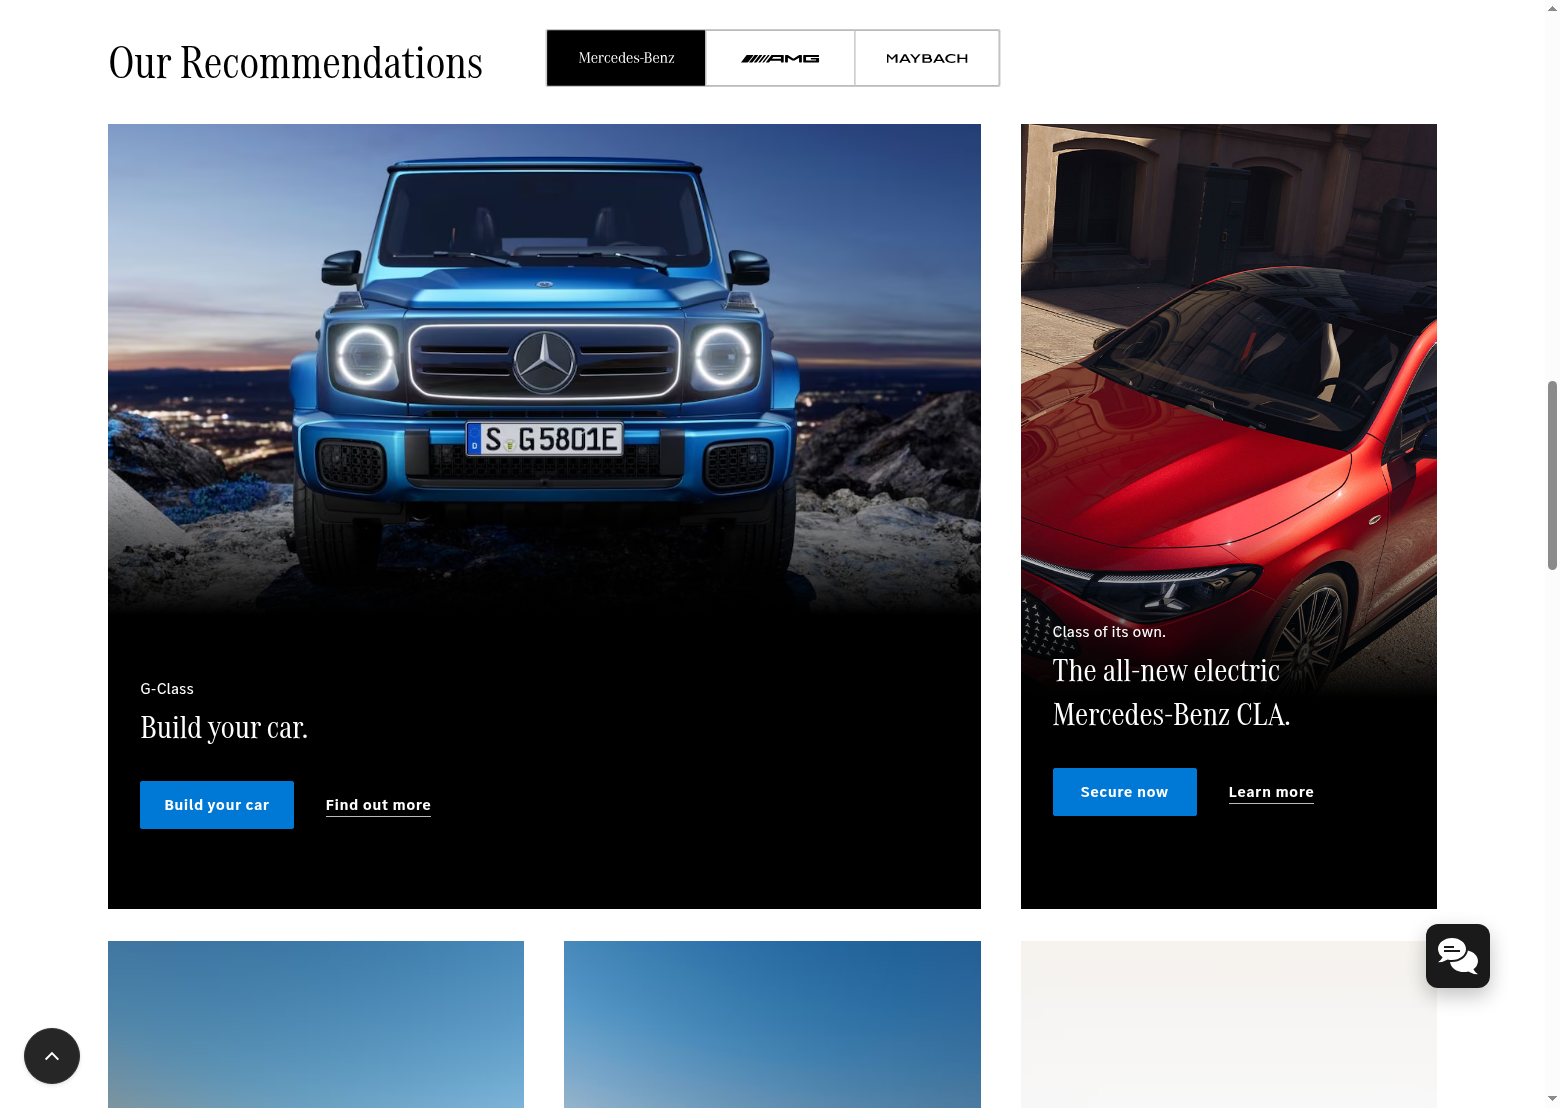 Our Recommendations
Mercedes-Benz
AMG
MAYBACH
S G 5801E
D
G-Class
Build your car.
Build your car
Find out more
Class of its own.
The all-new electric
Mercedes-Benz CLA.
Secure now
Learn more